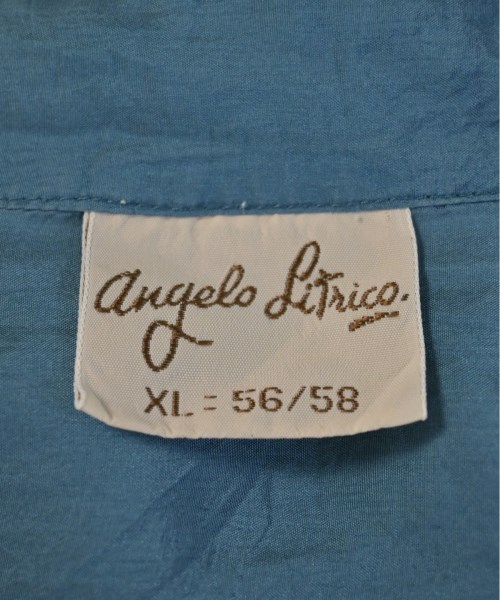 Angelo Litrico.
XL = 56/58